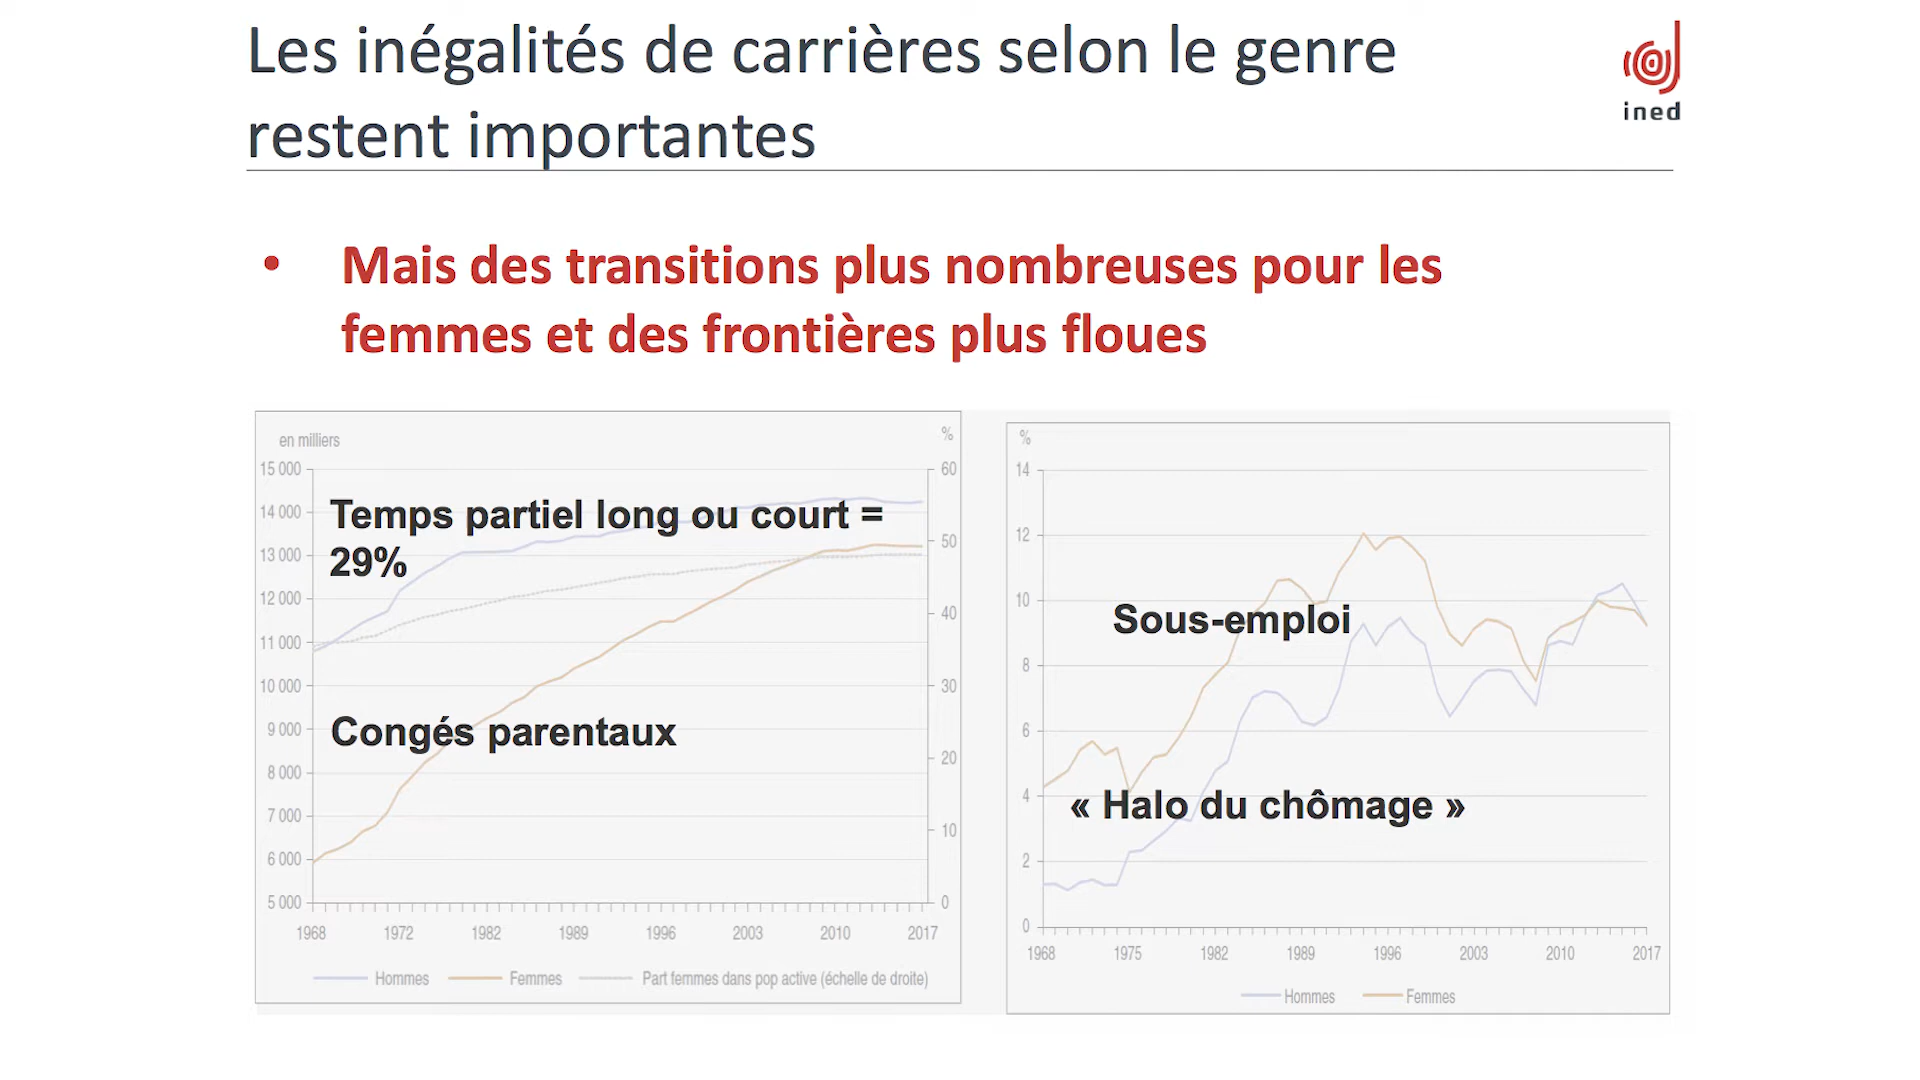 Les inégalités de carrières selon le genre
restent importantes
ined
• Mais des transitions plus nombreuses pour les
femmes et des frontières plus floues
en milliers
%
15 000
14 000
13 000
12 000
11 000
10 000
9 000
8 000
7 000
6 000
5 000
60
50
40
30
20
10
0
Temps partiel long ou court =
29%
Congés parentaux
1968 1972 1982 1989 1996 2003 2010 2017
Hommes Femmes Part femmes dans pop active (échelle de droite)
%
14
12
10
8
6
4
2
0
Sous-emploi
« Halo du chômage »
1968 1975 1982 1989 1996 2003 2010 2017
Hommes Femmes